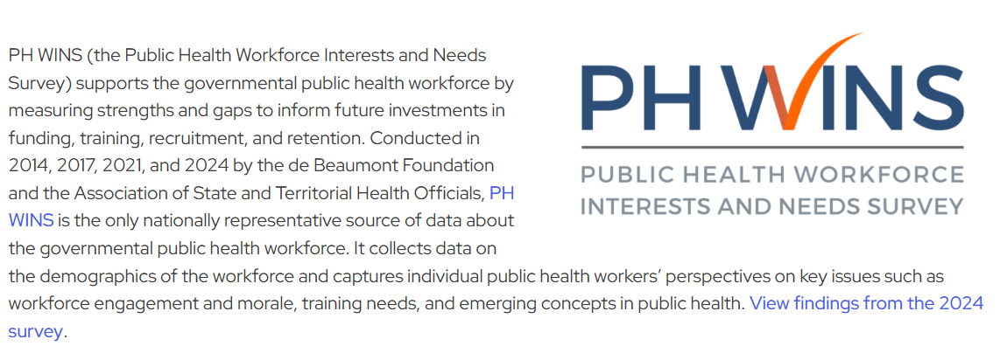 PH WINS (the Public Health Workforce Interests and Needs
Survey) supports the governmental public health workforce by
measuring strengths and gaps to inform future investments in
funding, training, recruitment, and retention. Conducted in
2014, 2017, 2021, and 2024 by the de Beaumont Foundation
and the Association of State and Territorial Health Officials, PH
WINS is the only nationally representative source of data about
the governmental public health workforce. It collects data on
the demographics of the workforce and captures individual public health workers’ perspectives on key issues such as
workforce engagement and morale, training needs, and emerging concepts in public health. View findings from the 2024
survey.
PH WINS
PUBLIC HEALTH WORKFORCE
INTERESTS AND NEEDS SURVEY